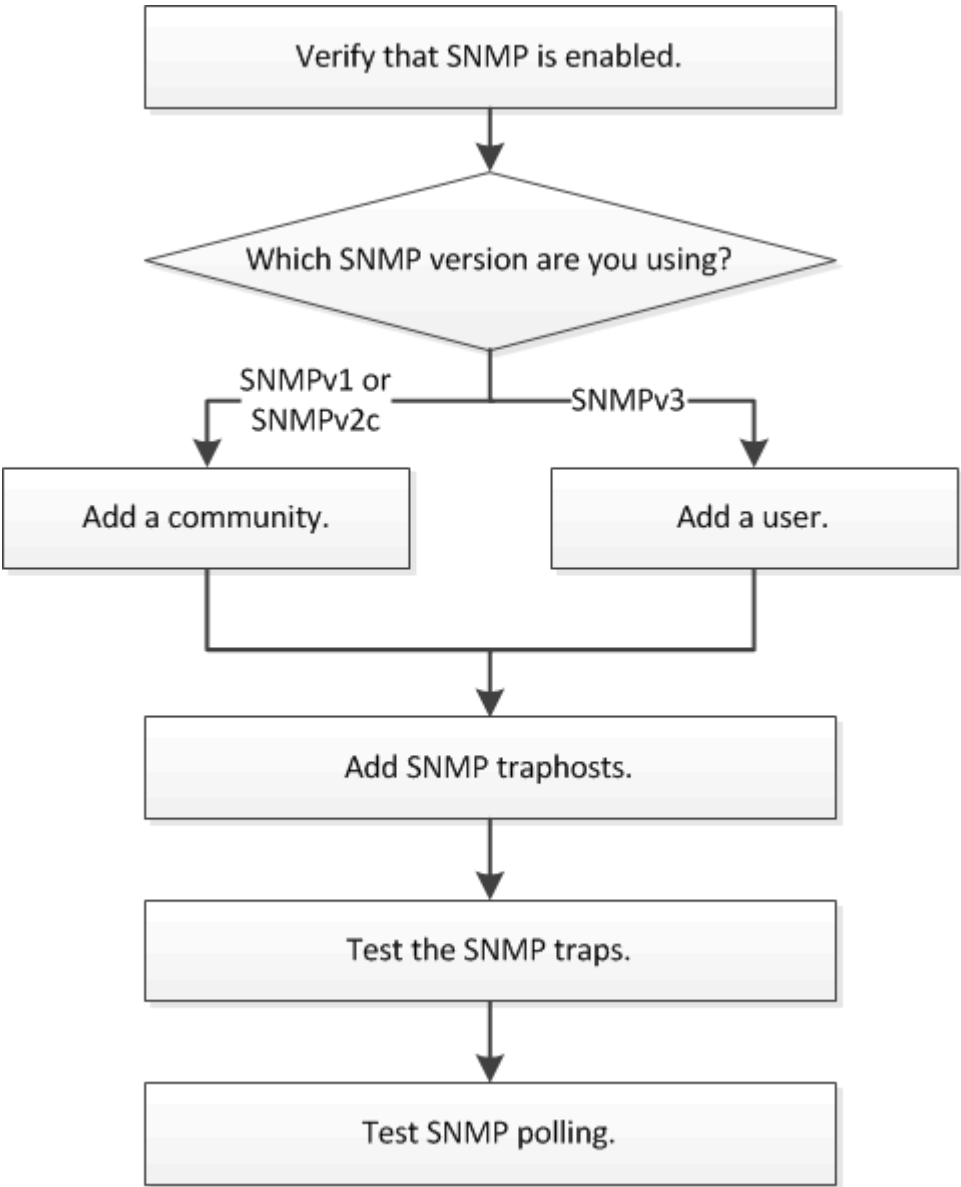 Verify that SNMP is enabled.
Which SNMP version are you using?
SNMPv1 or
SNMPv2c
SNMPv3
Add a community.
Add a user.
Add SNMP traphosts.
Test the SNMP traps.
Test SNMP polling.